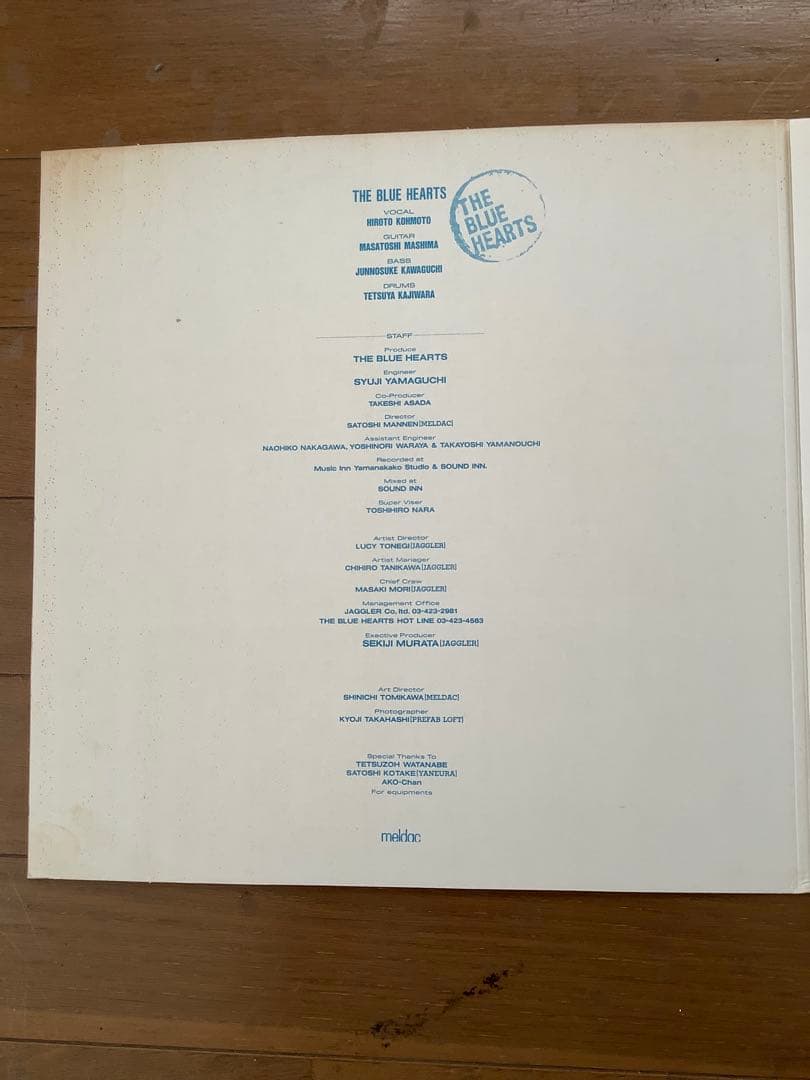 THE BLUE HEARTS
VOCAL
HIROTO KOHMOTO
GUITAR
MASATOSHI MASHIMA
BASS
JUNNOSUKE KAWAGUCHI
DRUMS
TETSUYA KAJIWARA
THE
BLUE
HEARTS
STAFF
Produce
THE BLUE HEARTS
Engineer
SYUJI YAMAGUCHI
Co-Producer
TAKESHI ASADA
Director
SATOSHI MANNEN[MELDAC]
Assistant Engineer
NAOHIKO NAKAGAWA, YOSHINORI WARAYA & TAKAYOSHI YAMANOUCHI
Recorded at
Music Inn Yamanakako Studio & SOUND INN.
Mixed at
SOUND INN
Super Viser
TOSHIHIRO NARA
Artist Director
LUCY TONEGI[JAGGLER]
Artist Manager
CHIHIRO TANIKAWA[JAGGLER]
Chief Craw
MASAKI MORI[JAGGLER]
Management Office
JAGGLER Co, ltd. 03-423-2981
THE BLUE HEARTS HOT LINE 03-423-4563
Exective Producer
SEKIJI MURATA[JAGGLER]
Art Director
SHINICHI TOMIKAWA[MELDAC]
Photographer
KYOJI TAKAHASHI[PREFAB LOFT]
Special Thanks To
TETSUZOH WATANABE
SATOSHI KOTAKE[YANEURA]
AKO-Chan
For equipments
meldac